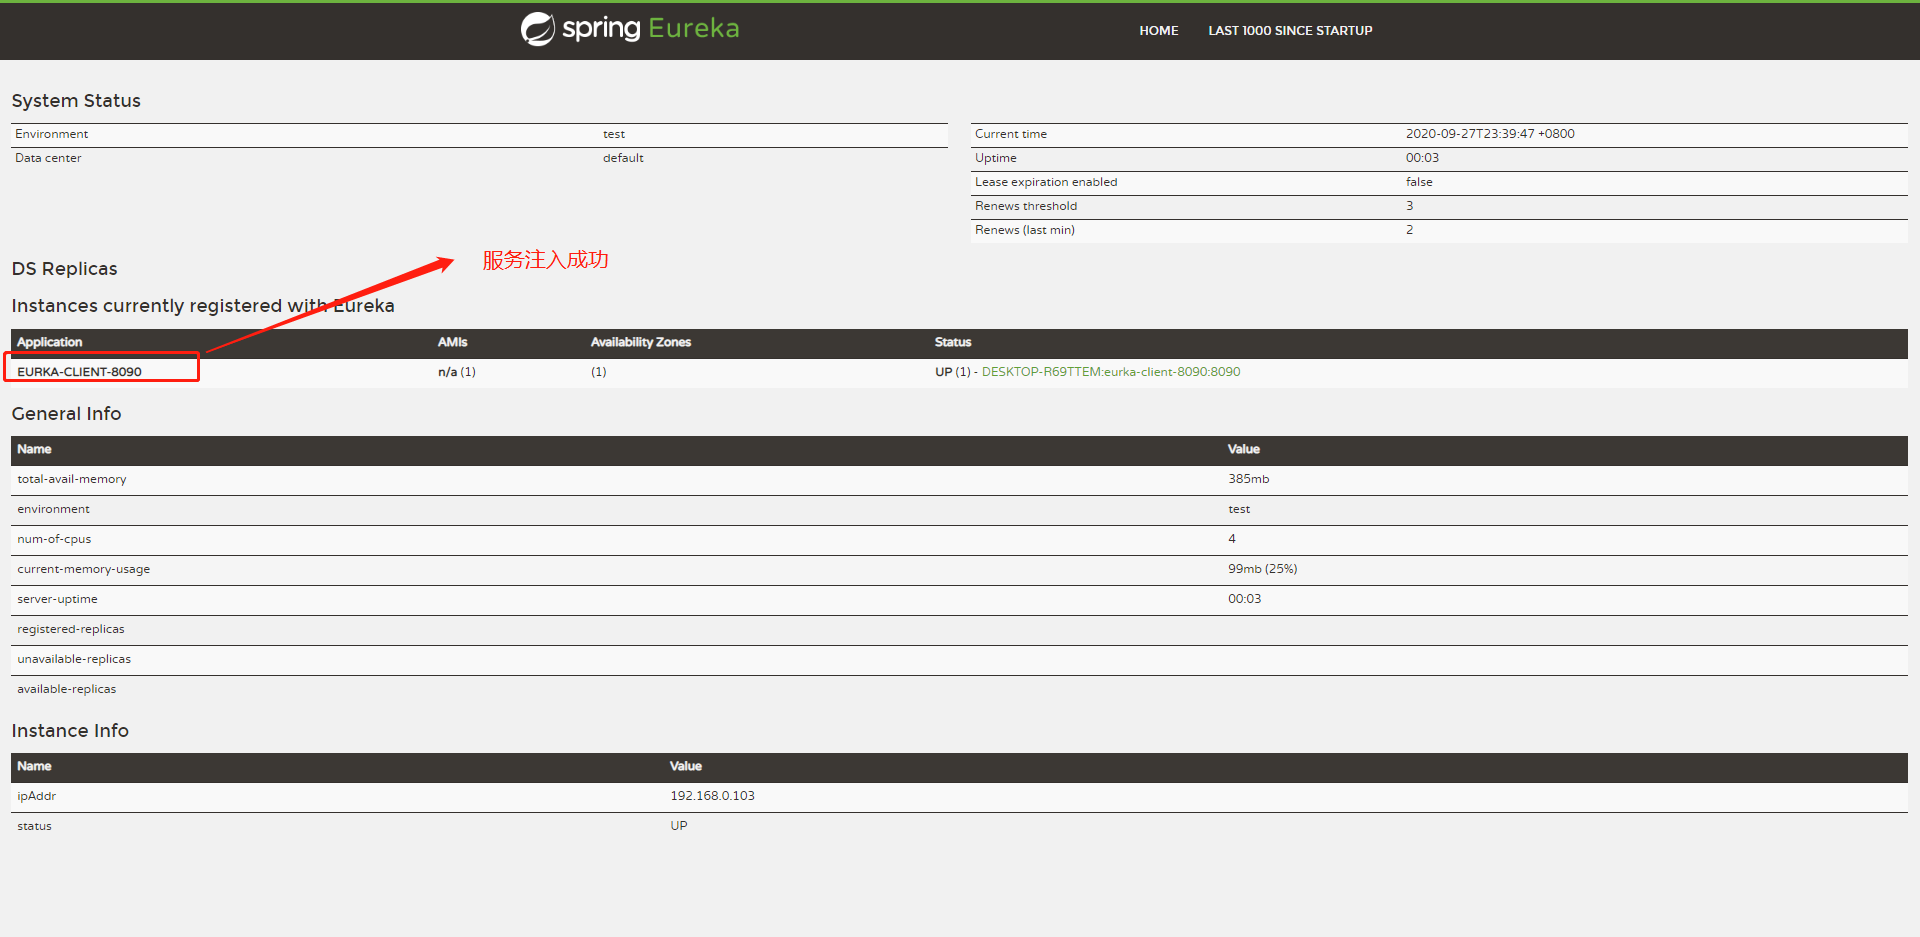 spring Eureka
HOME LAST 1000 SINCE STARTUP
System Status
Environment test
Data center default
Current time 2020-09-27T23:39:47 +0800
Uptime 00:03
Lease expiration enabled false
Renews threshold 3
Renews (last min) 2
服务注入成功
DS Replicas
Instances currently registered with Eureka
Application AMIs Availability Zones Status
EURKA-CLIENT-8090 n/a (1) (1) UP (1) - DESKTOP-R69TTEM:eurka-client-8090:8090
General Info
Name Value
total-avail-memory 385mb
environment test
num-of-cpus 4
current-memory-usage 99mb (25%)
server-uptime 00:03
registered-replicas
unavailable-replicas
available-replicas
Instance Info
Name Value
ipAddr 192.168.0.103
status UP